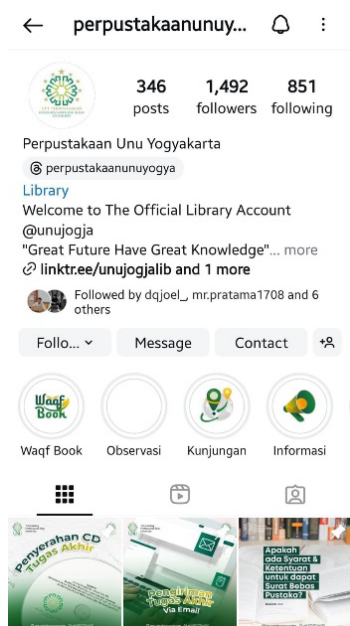 perpustakaanunuy...
346
1,492
851
posts
followers
following
Perpustakaan Unu Yogyakarta
perpustakaanunuyogya
Library
Welcome to The Official Library Account
@unujogja
"Great Future Have Great Knowledge"... more
linktr.ee/unujogjalib and 1 more
Followed by dqjoel_, mr.pratama1708 and 6
others
Follo...
Message
Contact
Waqf
Book
Waqf Book
Observasi
Kunjungan
Informasi
Penyerahan CD
Tugas Akhir
Pengiriman
Tugas Akhir
Via Email
Apakah
ada Syarat &
Ketentuan
untuk dapat
Surat Bebas
Pustaka?